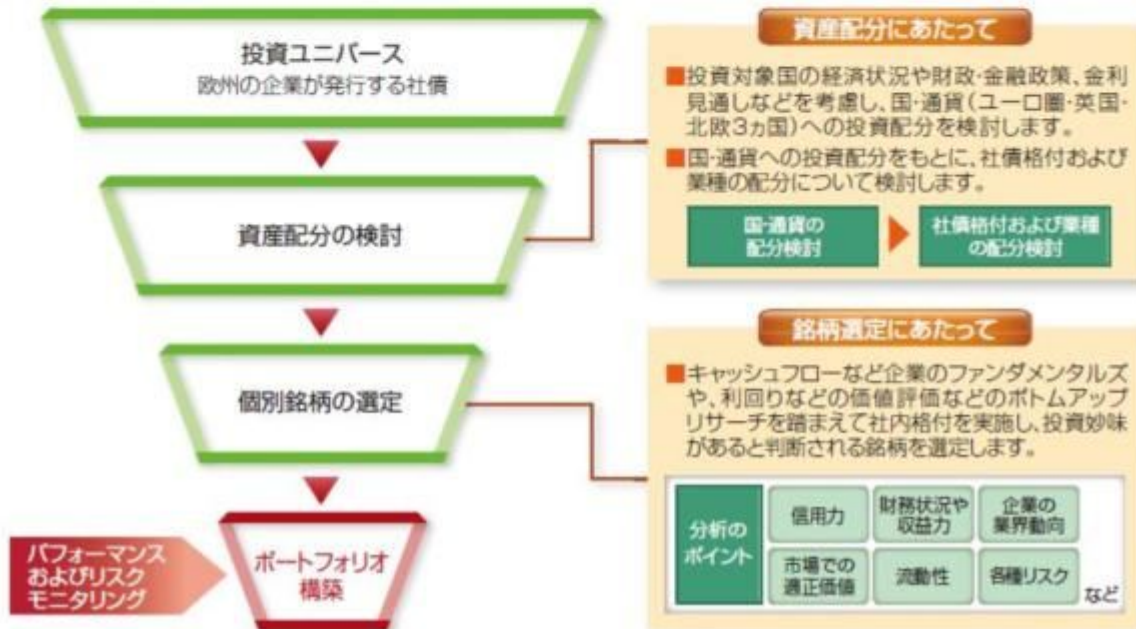 投資ユニバース
欧州の企業が発行する社債
資産配分の検討
個別銘柄の選定
ポートフォリオ
構築
パフォーマンス
およびリスク
モニタリング
資産配分にあたって
■投資対象国の経済状況や財政・金融政策、金利
見通しなどを考慮し、国・通貨(ユーロ圏・英国・
北欧3ヵ国)への投資配分を検討します。
■国・通貨への投資配分をもとに、社債格付および
業種の配分について検討します。
国・通貨の
配分検討
社債格付および業種
の配分検討
銘柄選定にあたって
■キャッシュフローなど企業のファンダメンタルズ
や、利回りなどの価値評価などのボトムアップ
リサーチを踏まえて社内格付を実施し、投資妙味
があると判断される銘柄を選定します。
分析の
ポイント
信用力
財務状況や
収益力
企業の
業界動向
市場での
適正価値
流動性
各種リスク
など